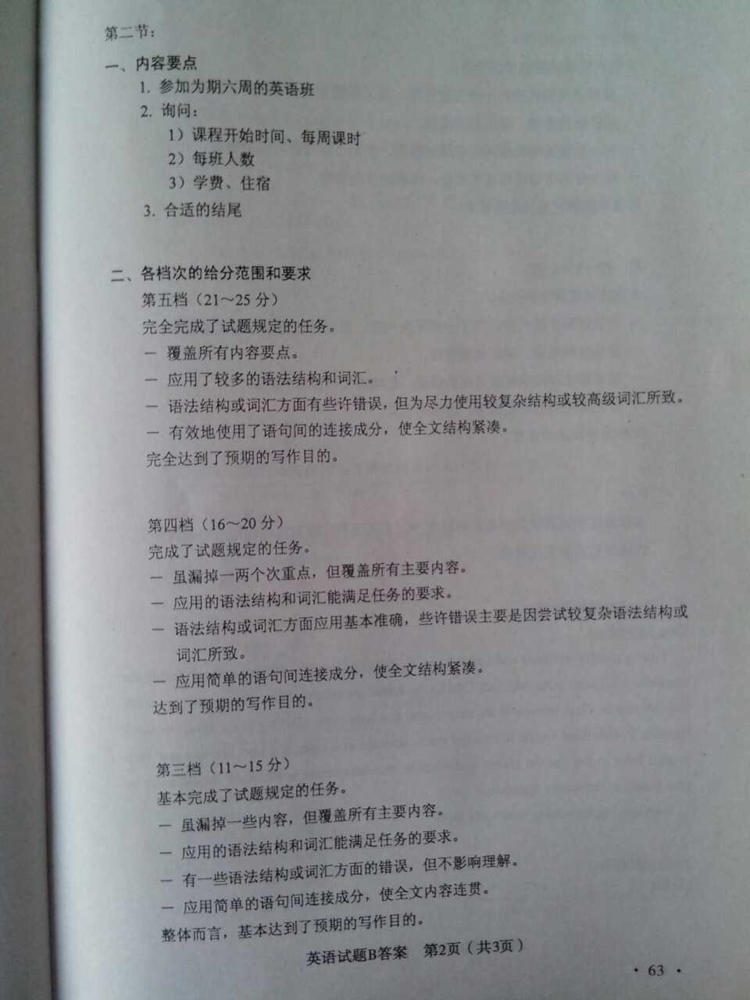 第二节：
一、内容要点
1. 参加为期六周的英语班
2. 询问：
1）课程开始时间、每周课时
2）每班人数
3）学费、住宿
3. 合适的结尾
二、各档次的给分范围和要求
第五档（21～25 分）
完全完成了试题规定的任务。
— 覆盖所有内容要点。
— 应用了较多的语法结构和词汇。
— 语法结构或词汇方面有些许错误，但为尽力使用较复杂结构或较高级词汇所致。
— 有效地使用了语句间的连接成分，使全文结构紧凑。
完全达到了预期的写作目的。
第四档（16～20 分）
完成了试题规定的任务。
— 虽漏掉一两个次重点，但覆盖所有主要内容。
— 应用的语法结构和词汇能满足任务的要求。
— 语法结构或词汇方面应用基本准确，些许错误主要是因尝试较复杂语法结构或
词汇所致。
— 应用简单的语句间连接成分，使全文结构紧凑。
达到了预期的写作目的。
第三档（11～15 分）
基本完成了试题规定的任务。
— 虽漏掉一些内容，但覆盖所有主要内容。
— 应用的语法结构和词汇能满足任务的要求。
— 有一些语法结构或词汇方面的错误，但不影响理解。
— 应用简单的语句间连接成分，使全文内容连贯。
整体而言，基本达到了预期的写作目的。
英语试题B答案 第2页（共3页）
· 63 ·